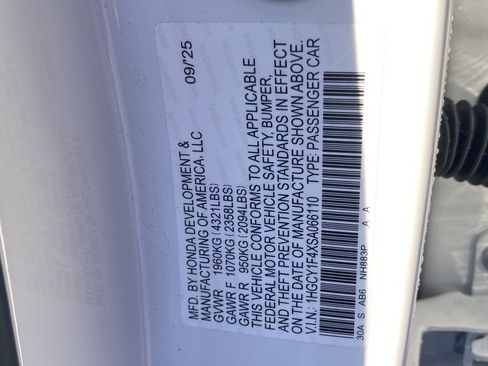 MFD. BY HONDA DEVELOPMENT &
MANUFACTURING OF AMERICA, LLC 09/'25
GVWR 1960KG(4321LBS)
GAWR F 1070KG(2358LBS)
GAWR R 950KG(2094LBS)
THIS VEHICLE CONFORMS TO ALL APPLICABLE
FEDERAL MOTOR VEHICLE SAFETY, BUMPER,
AND THEFT PREVENTION STANDARDS IN EFFECT
ON THE DATE OF MANUFACTURE SHOWN ABOVE.
V.I.N: 1HGCY1F4XSA066110 TYPE: PASSENGER CAR
30A S AB6 NH883P A A